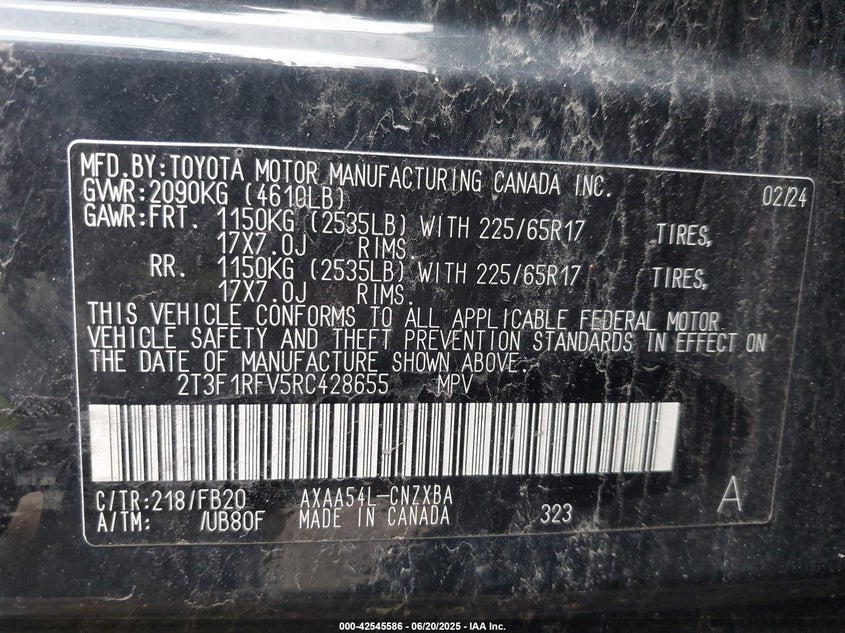 MFD.BY:TOYOTA MOTOR MANUFACTURING CANADA INC. 02/24
GVWR:2090KG (4610LB)
GAWR:FRT. 1150KG (2535LB) WITH 225/65R17 TIRES,
17X7.0J RIMS.
RR. 1150KG (2535LB) WITH 225/65R17 TIRES,
17X7.0J RIMS.
THIS VEHICLE CONFORMS TO ALL APPLICABLE FEDERAL MOTOR
VEHICLE SAFETY AND THEFT PREVENTION STANDARDS IN EFFECT ON
THE DATE OF MANUFACTURE SHOWN ABOVE.
2T3F1RFV5RC428655 MPV
C/TR:218/FB20 AXAA54L-CNZXBA A
A/TM: /UB80F MADE IN CANADA 323
000-42545586 - 06/20/2025 - IAA Inc.